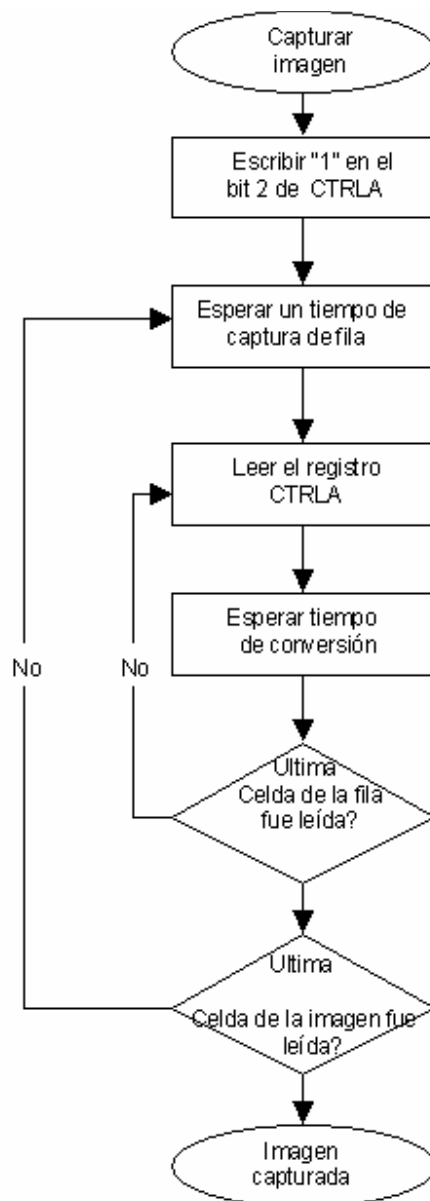 Capturar
imagen
Escribir "1" en el
bit 2 de CTRLA
Esperar un tiempo de
captura de fila
Leer el registro
CTRLA
Esperar tiempo
de conversión
No
No
Ultima
Celda de la fila
fue leída?
Ultima
Celda de la imagen fue
leída?
Imagen
capturada